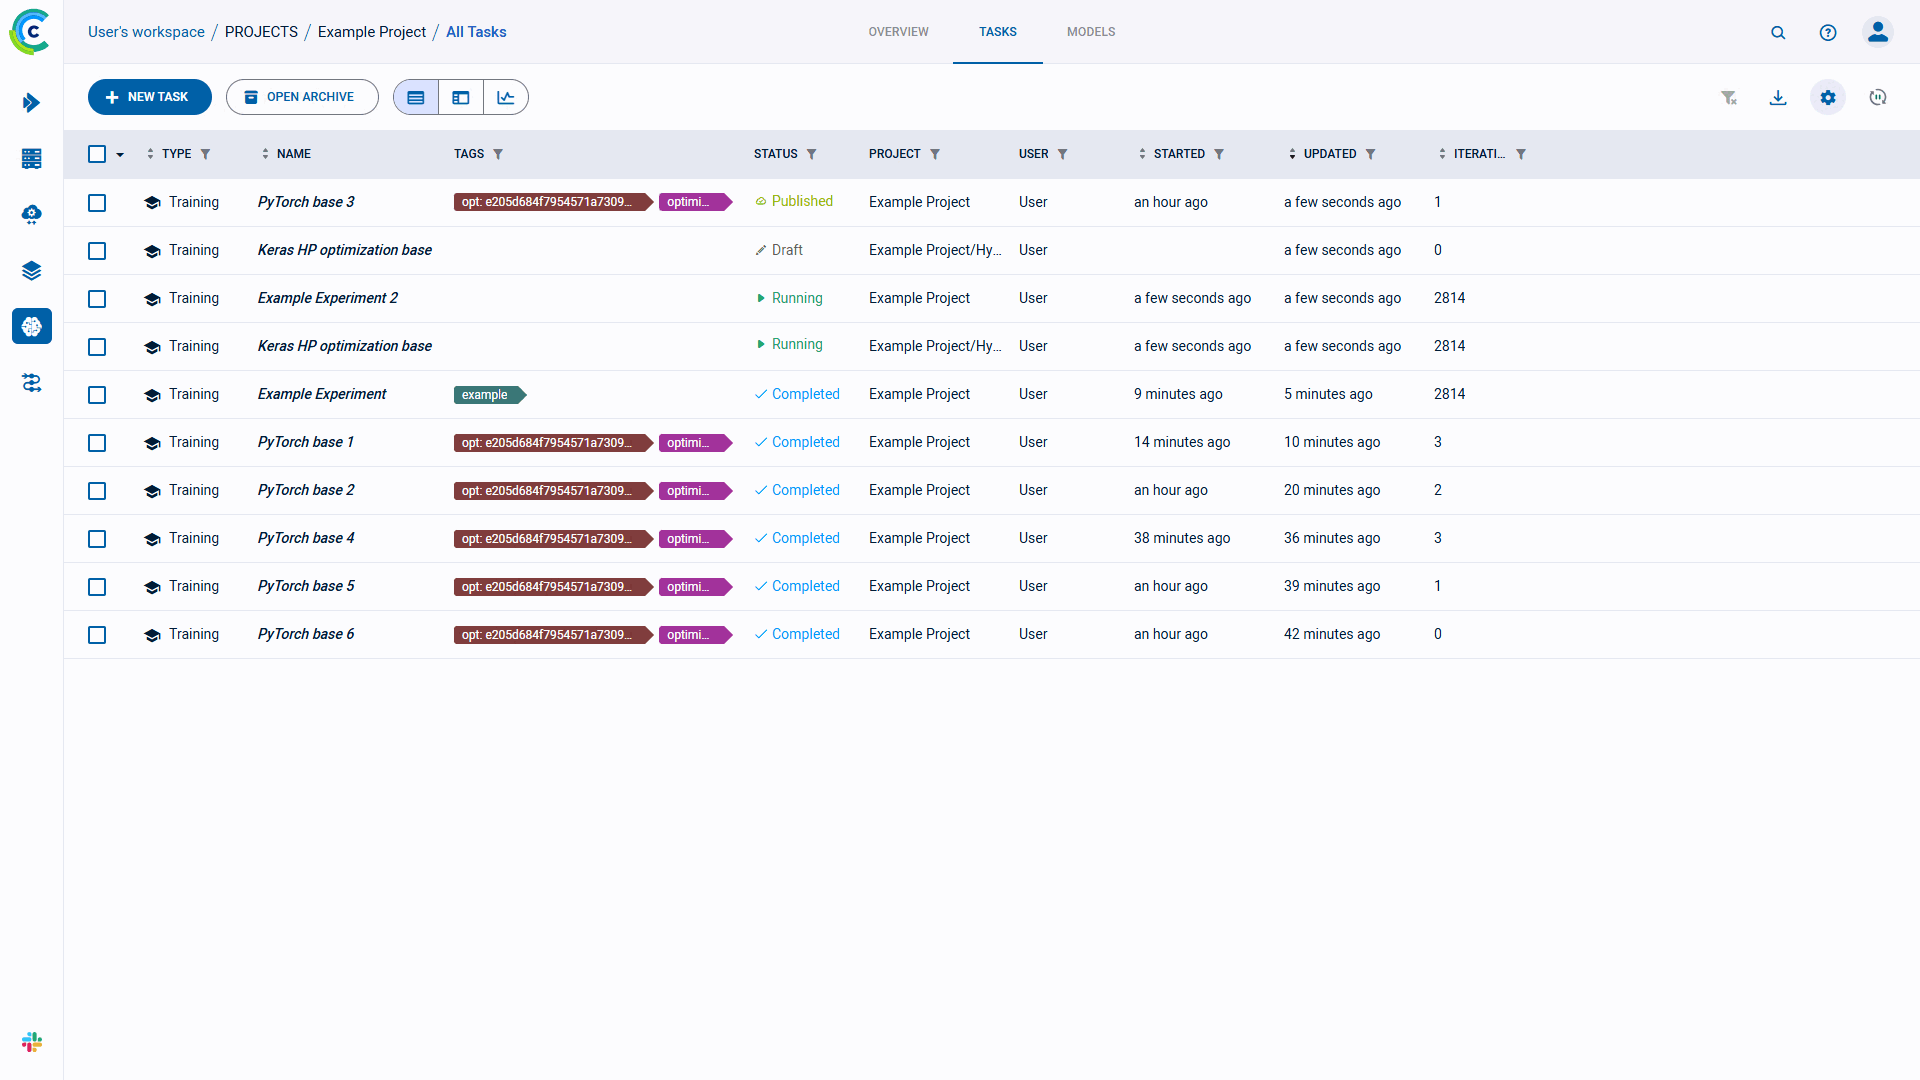 User's workspace / PROJECTS / Example Project / All Tasks
OVERVIEW TASKS MODELS
NEW TASK OPEN ARCHIVE
TYPE NAME TAGS STATUS PROJECT USER STARTED UPDATED ITERATI...
Training PyTorch base 3 opt: e205d684f7954571a7309... optimi... Published Example Project User an hour ago a few seconds ago 1
Training Keras HP optimization base Draft Example Project/Hy... User a few seconds ago 0
Training Example Experiment 2 Running Example Project User a few seconds ago a few seconds ago 2814
Training Keras HP optimization base Running Example Project/Hy... User a few seconds ago a few seconds ago 2814
Training Example Experiment example Completed Example Project User 9 minutes ago 5 minutes ago 2814
Training PyTorch base 1 opt: e205d684f7954571a7309... optimi... Completed Example Project User 14 minutes ago 10 minutes ago 3
Training PyTorch base 2 opt: e205d684f7954571a7309... optimi... Completed Example Project User an hour ago 20 minutes ago 2
Training PyTorch base 4 opt: e205d684f7954571a7309... optimi... Completed Example Project User 38 minutes ago 36 minutes ago 3
Training PyTorch base 5 opt: e205d684f7954571a7309... optimi... Completed Example Project User an hour ago 39 minutes ago 1
Training PyTorch base 6 opt: e205d684f7954571a7309... optimi... Completed Example Project User an hour ago 42 minutes ago 0